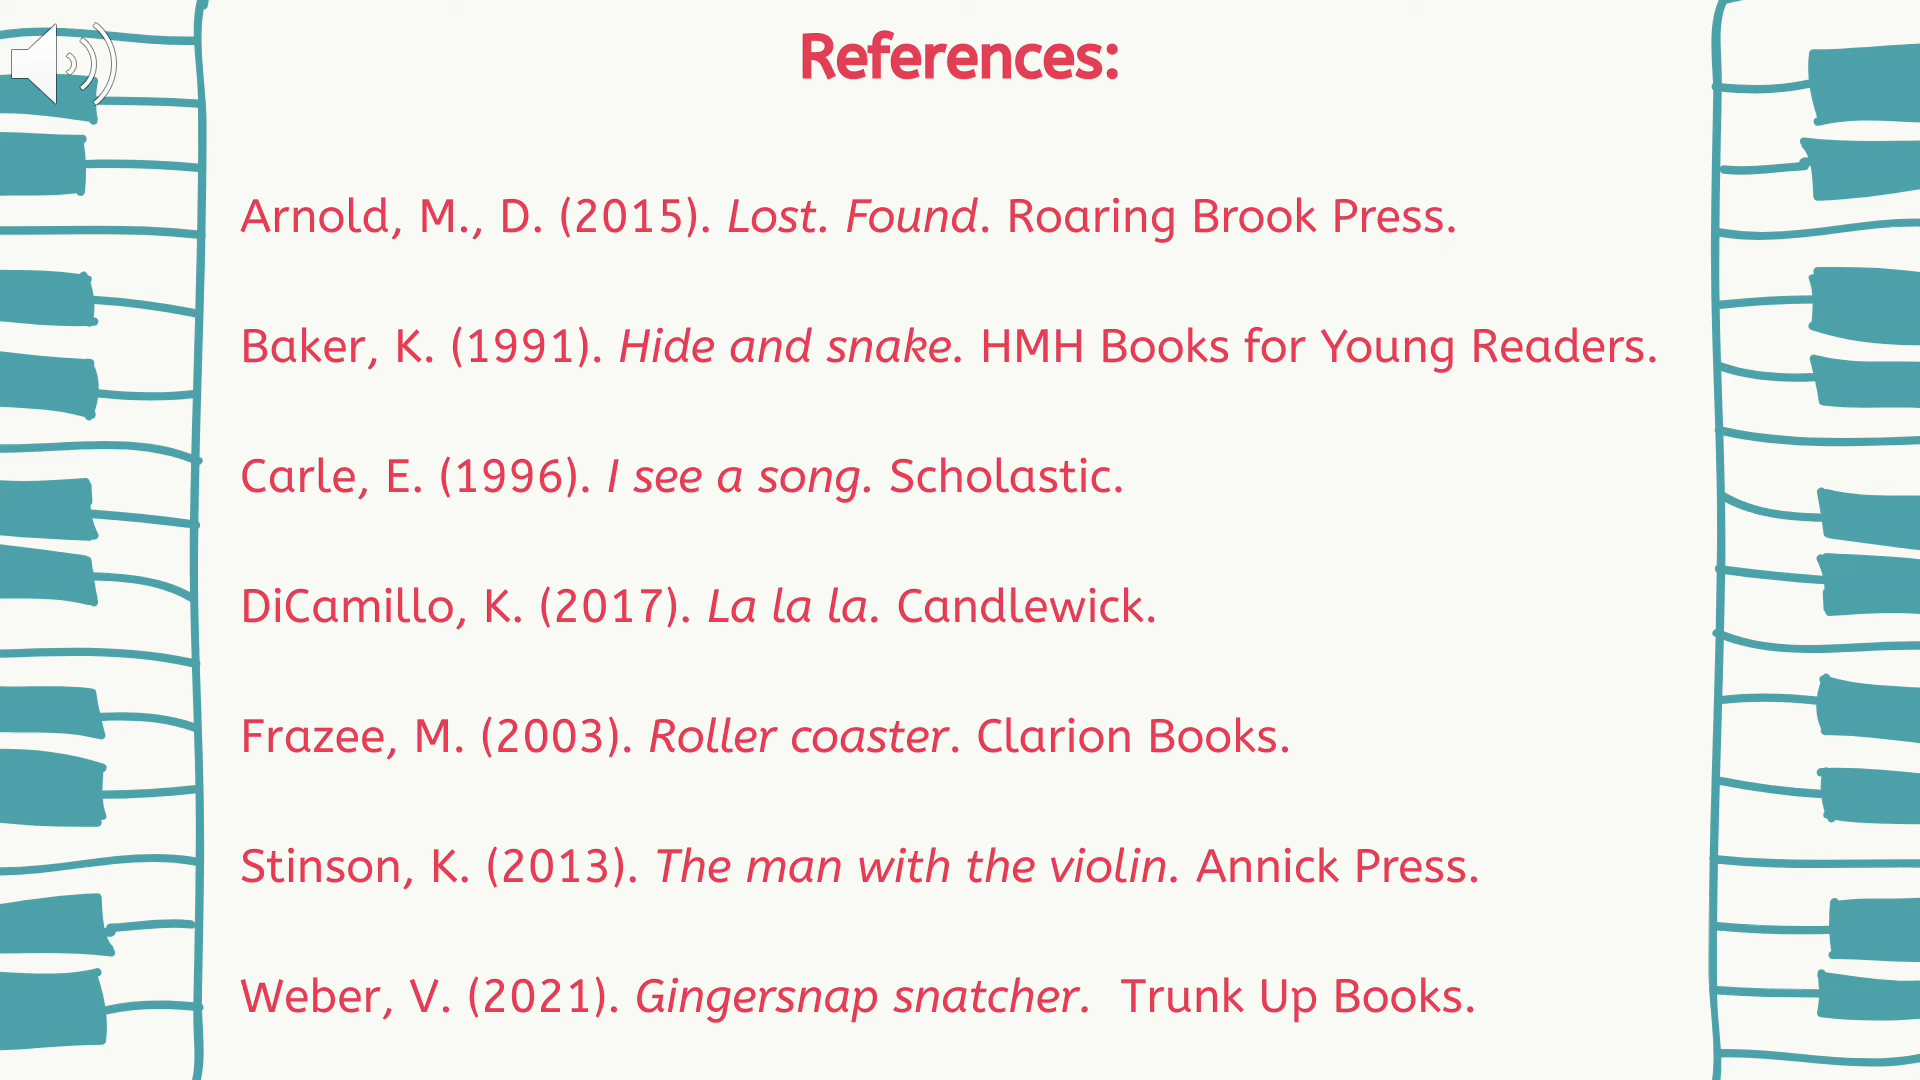 References:
Arnold, M., D. (2015). Lost. Found. Roaring Brook Press.
Baker, K. (1991). Hide and snake. HMH Books for Young Readers.
Carle, E. (1996). I see a song. Scholastic.
DiCamillo, K. (2017). La la la. Candlewick.
Frazee, M. (2003). Roller coaster. Clarion Books.
Stinson, K. (2013). The man with the violin. Annick Press.
Weber, V. (2021). Gingersnap snatcher. Trunk Up Books.